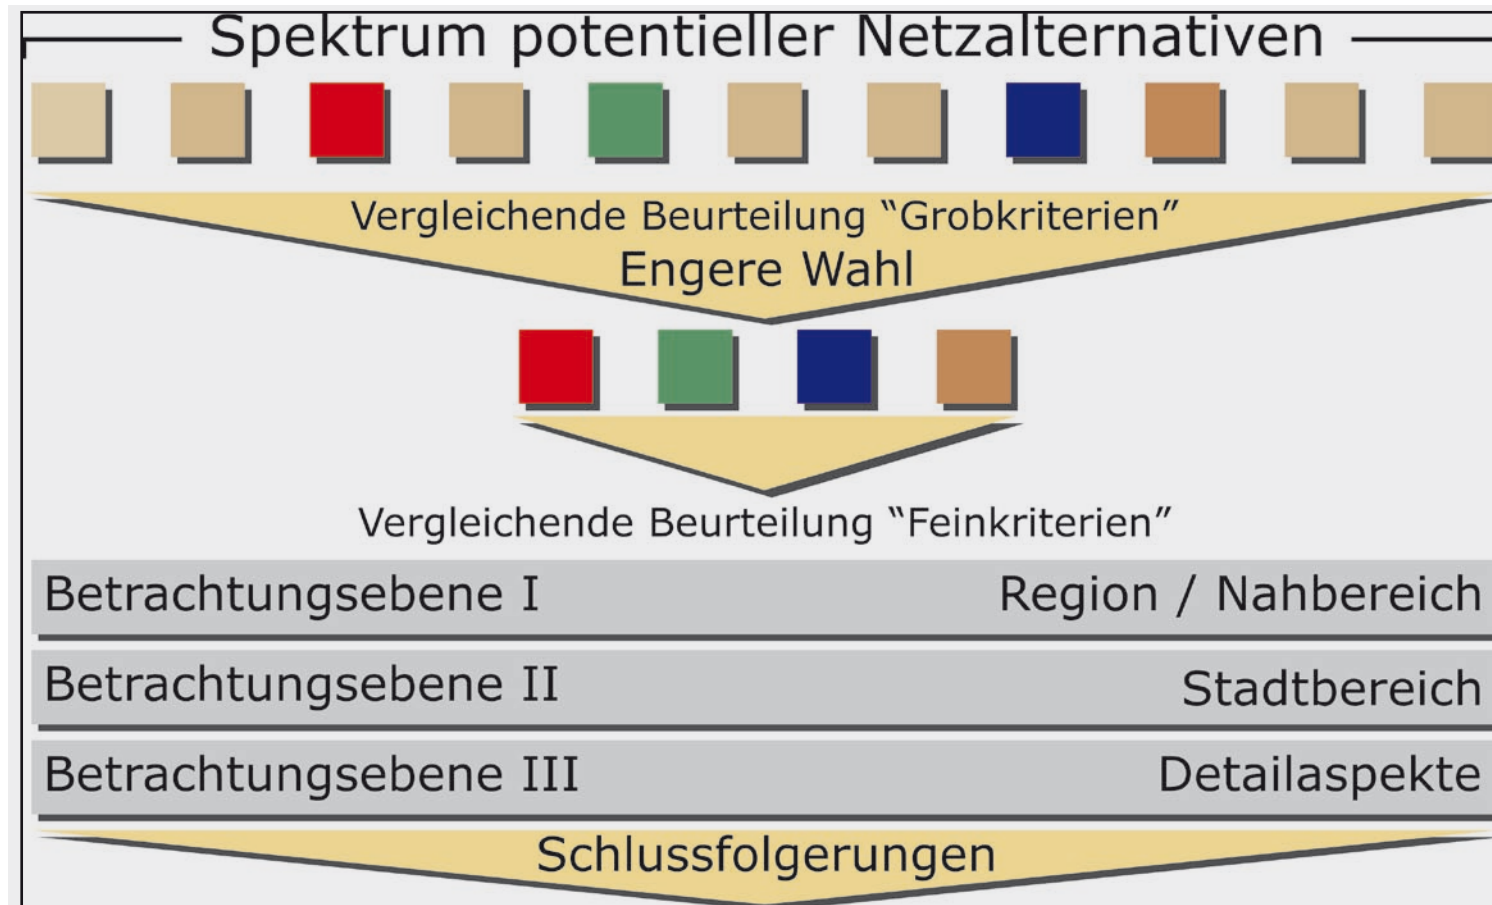 Spektrum potentieller Netzalternativen
Vergleichende Beurteilung “Grobkriterien”
Engere Wahl
Vergleichende Beurteilung “Feinkriterien”
Betrachtungsebene I Region / Nahbereich
Betrachtungsebene II Stadtbereich
Betrachtungsebene III Detailaspekte
Schlussfolgerungen